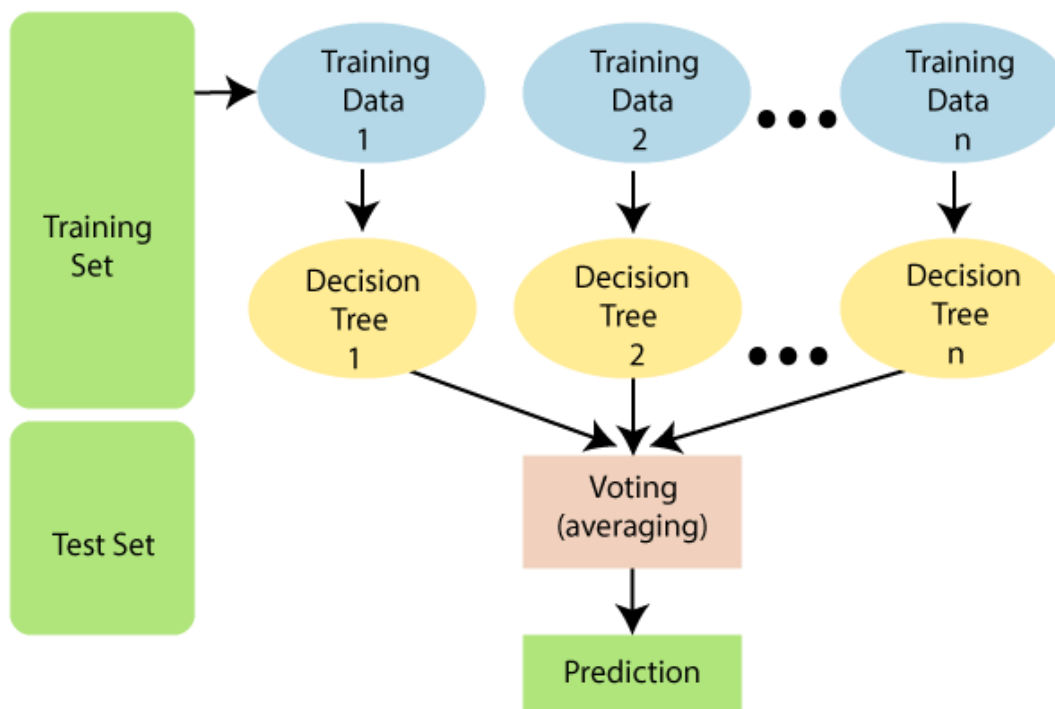 Training
Set
Test Set
Training
Data
1
Training
Data
2
Training
Data
n
Decision
Tree
1
Decision
Tree
2
Decision
Tree
n
Voting
(averaging)
Prediction